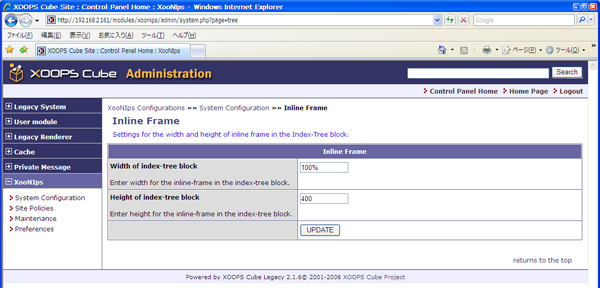 XOOPS Cube Site : Control Panel Home : XooNIps - Windows Internet Explorer
http://192.168.2.161/modules/xoonips/admin/system.php?page=tree
Google
ファイル(F) 編集(E) 表示(V) お気に入り(A) ツール(T) ヘルプ(H)
XOOPS Cube Site : Control Panel Home : XooNIps
ページ(P) ツール(O)
XOOPS CUBE Administration
Search
Control Panel Home Home Page Logout
Legacy System
User module
Legacy Renderer
Cache
Private Message
XooNIps
System Configuration
Site Policies
Maintenance
Preferences
XooNIps Configurations »» System Configuration »» Inline Frame
Inline Frame
Settings for the width and height of inline frame in the Index-Tree block.
Inline Frame
Width of index-tree block
100%
Enter width for the inline-frame in the index-tree block.
Height of index-tree block
400
Enter height for the inline-frame in the index-tree block.
UPDATE
returns to the top
Powered by XOOPS Cube Legacy 2.1.6© 2001-2006 XOOPS Cube Project